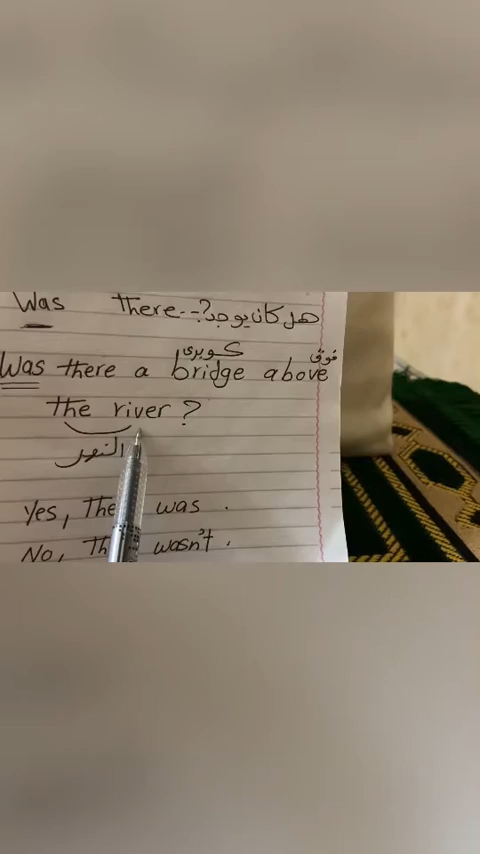 Was there--? هل كان يوجد
كوبرى فوق
Was there a bridge above
the river ?
النهر
Yes, the was .
No, th wasn't .